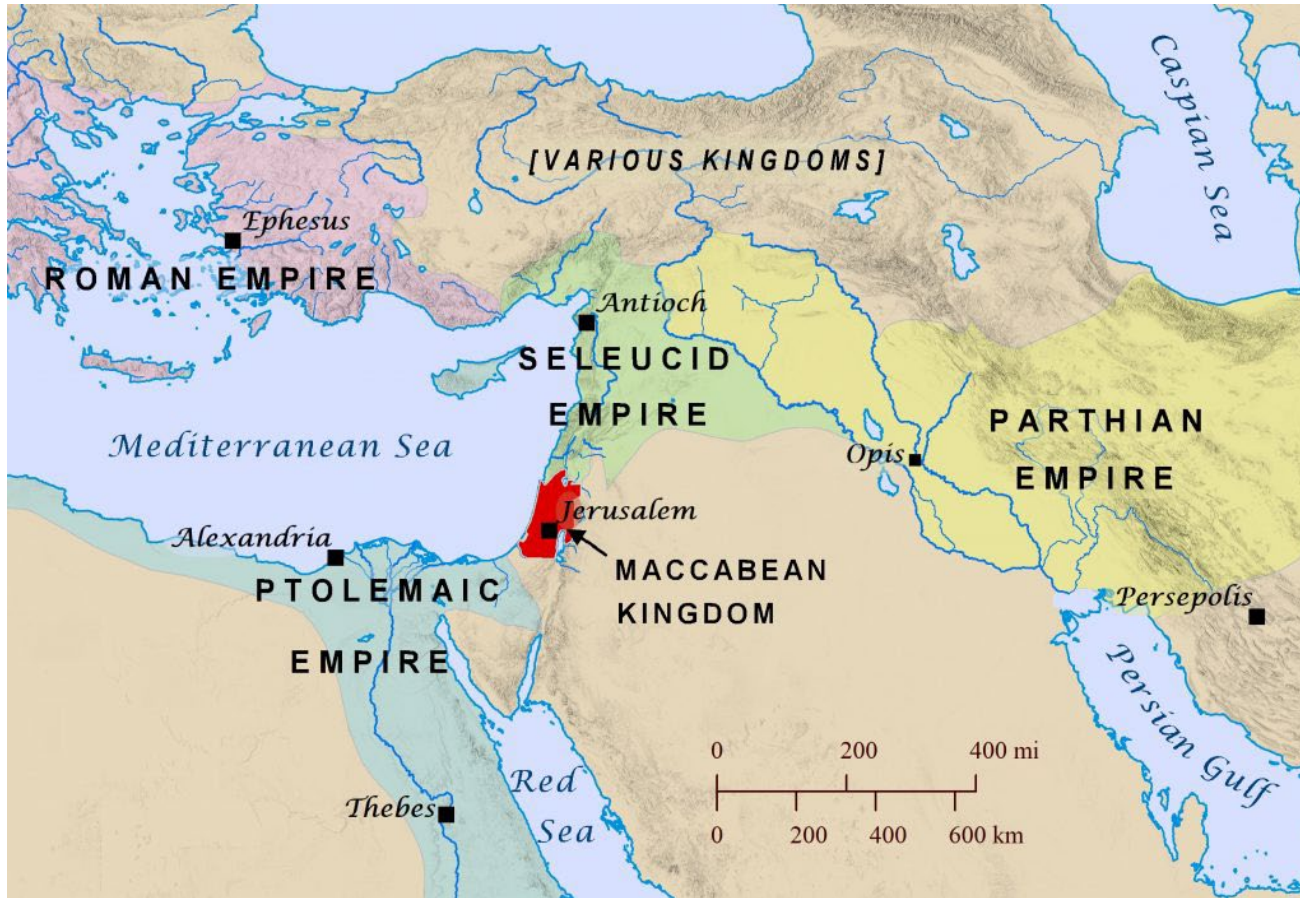 Caspian Sea
[VARIOUS KINGDOMS]
Ephesus
ROMAN EMPIRE
Antioch
SELEUCID
EMPIRE
Mediterranean Sea
PARTHIAN
EMPIRE
Opis
Jerusalem
Alexandria
MACCABEAN
KINGDOM
PTOLEMAIC
EMPIRE
Persepolis
Persian Gulf
Thebes
Red
Sea
0 200 400 mi
0 200 400 600 km